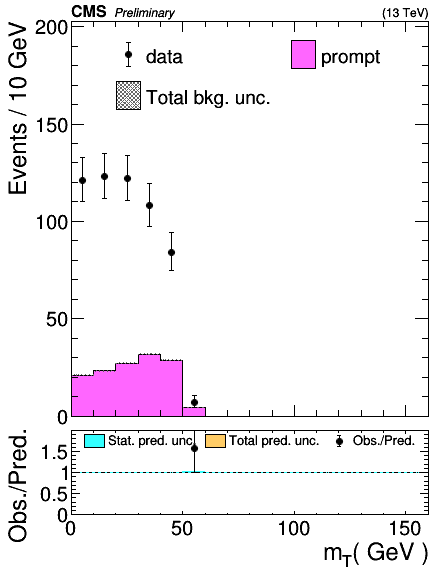 CMS Preliminary (13 TeV)
Events / 10 GeV
200
150
100
50
0
data
prompt
Total bkg. unc.
Obs./Pred.
1.5
1
0.5
0
Stat. pred. unc. Total pred. unc. Obs./Pred.
0 50 100 150
m_T( GeV )